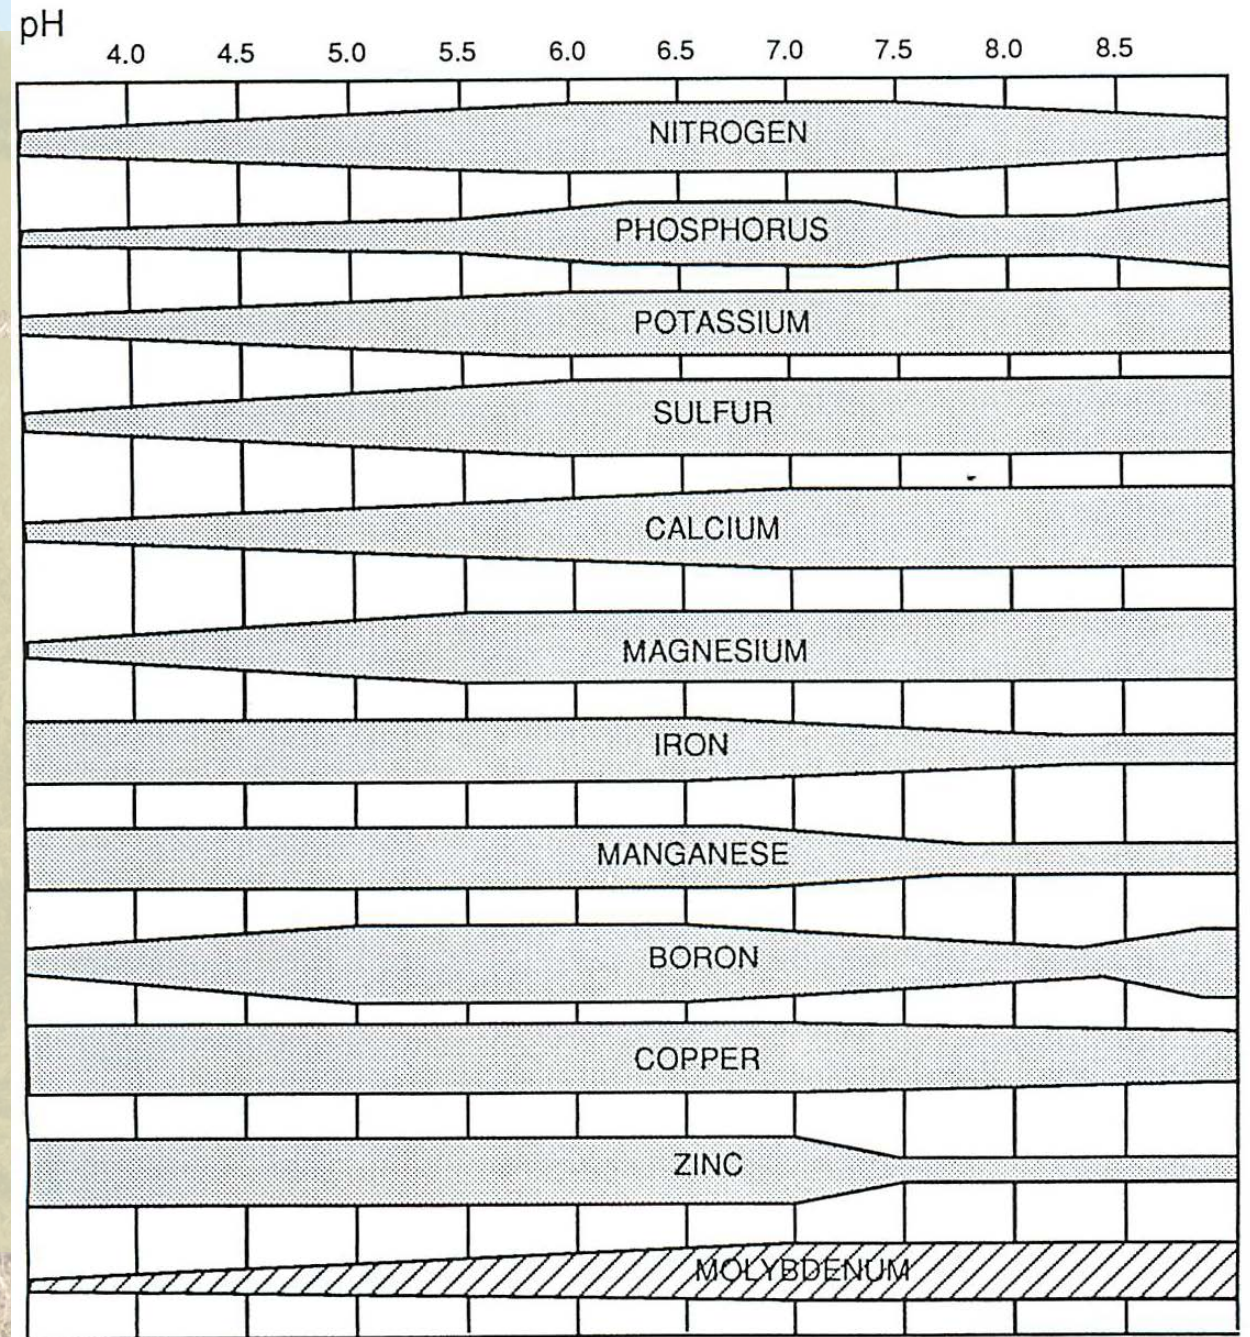 pH
4.0 4.5 5.0 5.5 6.0 6.5 7.0 7.5 8.0 8.5
NITROGEN
PHOSPHORUS
POTASSIUM
SULFUR
CALCIUM
MAGNESIUM
IRON
MANGANESE
BORON
COPPER
ZINC
MOLYBDENUM